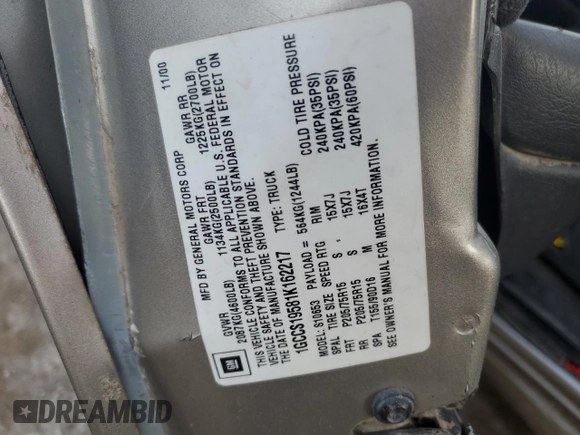 MFD BY GENERAL MOTORS CORP 11/00
GVWR GAWR FRT GAWR RR
2087KG(4600LB) 1134KG(2500LB) 1225KG(2700LB)
THIS VEHICLE CONFORMS TO ALL APPLICABLE U.S. FEDERAL MOTOR
VEHICLE SAFETY AND THEFT PREVENTION STANDARDS IN EFFECT ON
THE DATE OF MANUFACTURE SHOWN ABOVE.
1GCCS19581K162217 TYPE: TRUCK
MODEL: S10653 PAYLOAD = 564KG(1244LB)
SPAL TIRE SIZE SPEED RTG RIM COLD TIRE PRESSURE
FRT P205/75R15 S 15X7J 240KPA(35PSI)
RR P205/75R15 S 15X7J 240KPA(35PSI)
SPA T155/90D16 M 16X4T 420KPA(60PSI)
SEE OWNER'S MANUAL FOR MORE INFORMATION.
GM
DREAMBID